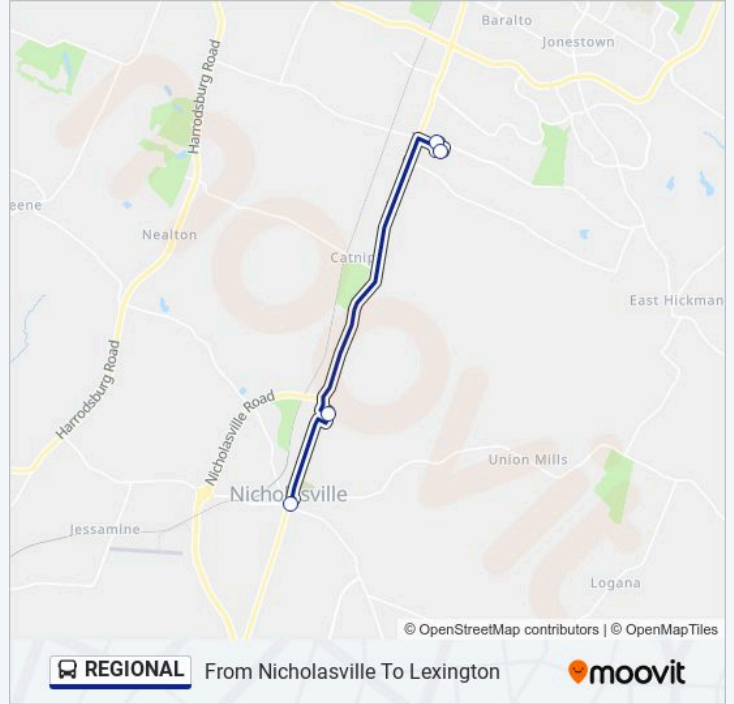 Baralto
Jonestown
Harrodsburg Road
eene
Nealton
Catnip
East Hickman
Harrodsburg Road
Nicholasville Road
Union Mills
Nicholasville
Jessamine
Logana
moovit
© OpenStreetMap contributors | © OpenMapTiles
REGIONAL From Nicholasville To Lexington moovit